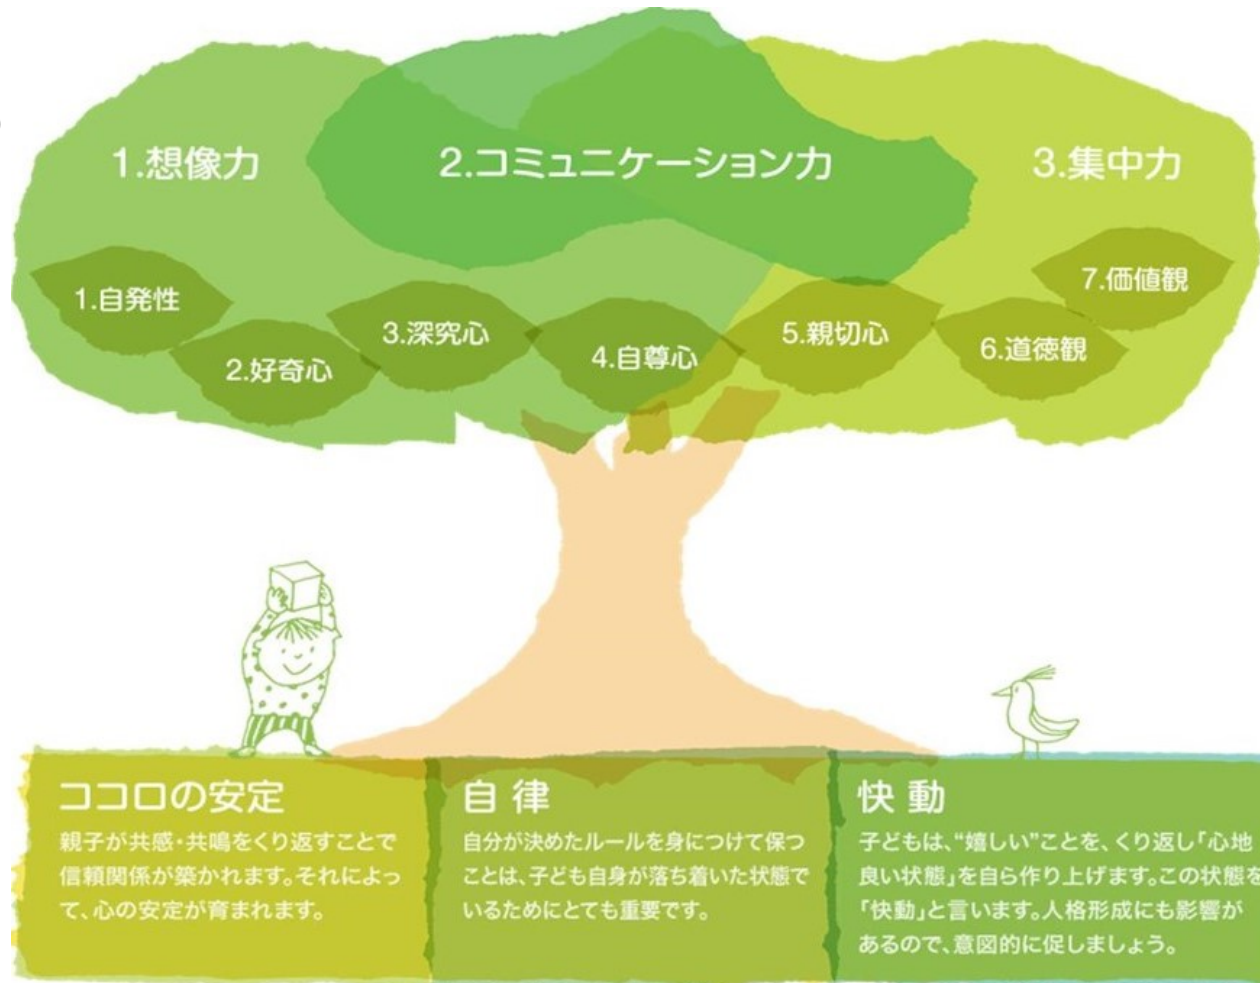 1.想像力
2.コミュニケーション力
3.集中力
1.自発性
2.好奇心
3.深究心
4.自尊心
5.親切心
6.道徳観
7.価値観
ココロの安定
親子が共感・共鳴をくり返すことで
信頼関係が築かれます。それによっ
て、心の安定が育まれます。
自律
自分が決めたルールを身につけて保つ
ことは、子ども自身が落ち着いた状態で
いるためにとても重要です。
快動
子どもは、“嬉しい”ことを、くり返し「心地
良い状態」を自ら作り上げます。この状態を
「快動」と言います。人格形成にも影響が
あるので、意図的に促しましょう。